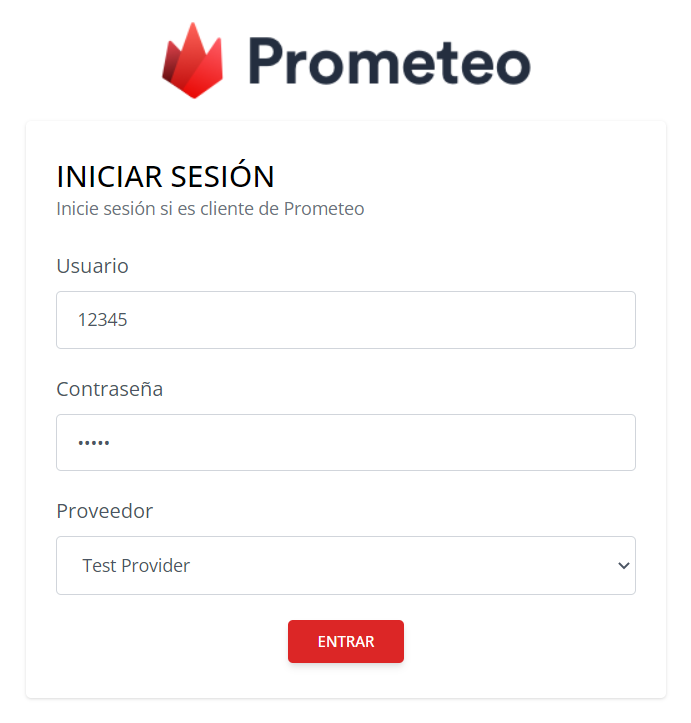 Prometeo
INICIAR SESIÓN
Inicie sesión si es cliente de Prometeo
Usuario
12345
Contraseña
•••••
Proveedor
Test Provider
ENTRAR